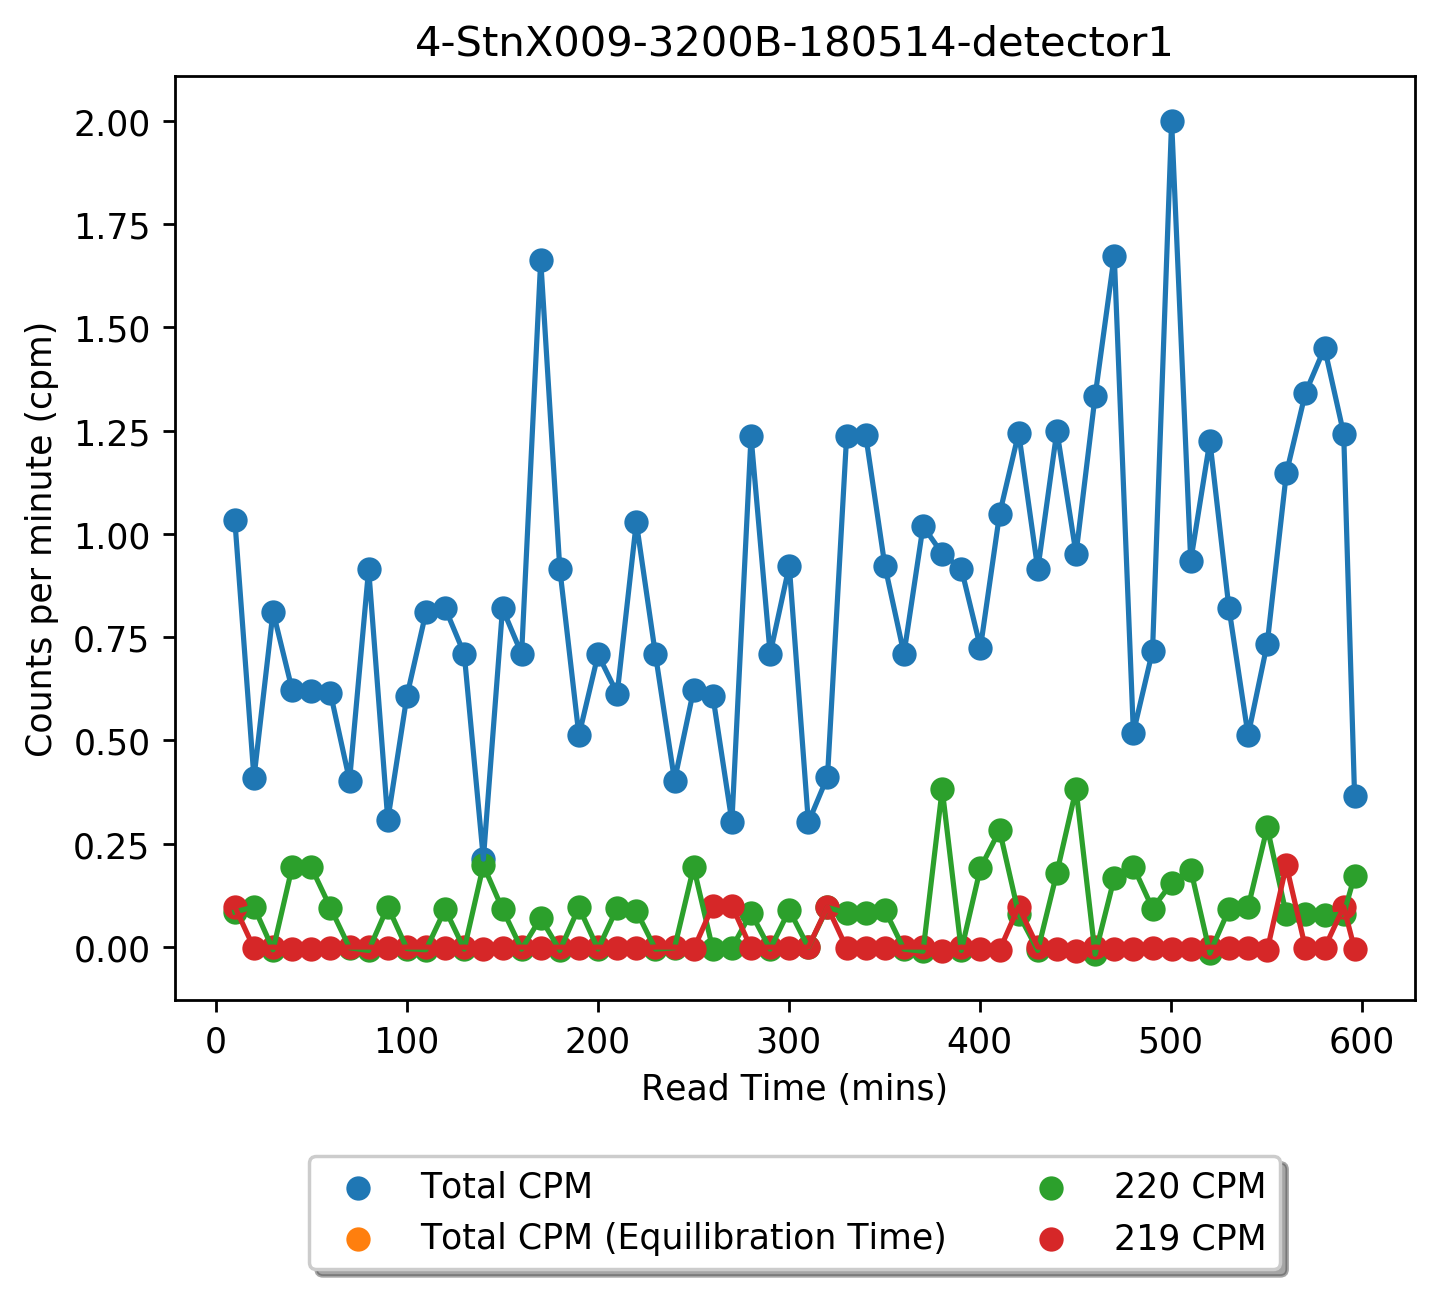 4-StnX009-3200B-180514-detector1
2.00
1.75
1.50
1.25
1.00
0.75
0.50
0.25
0.00
Counts per minute (cpm)
0 100 200 300 400 500 600
Read Time (mins)
Total CPM
Total CPM (Equilibration Time)
220 CPM
219 CPM